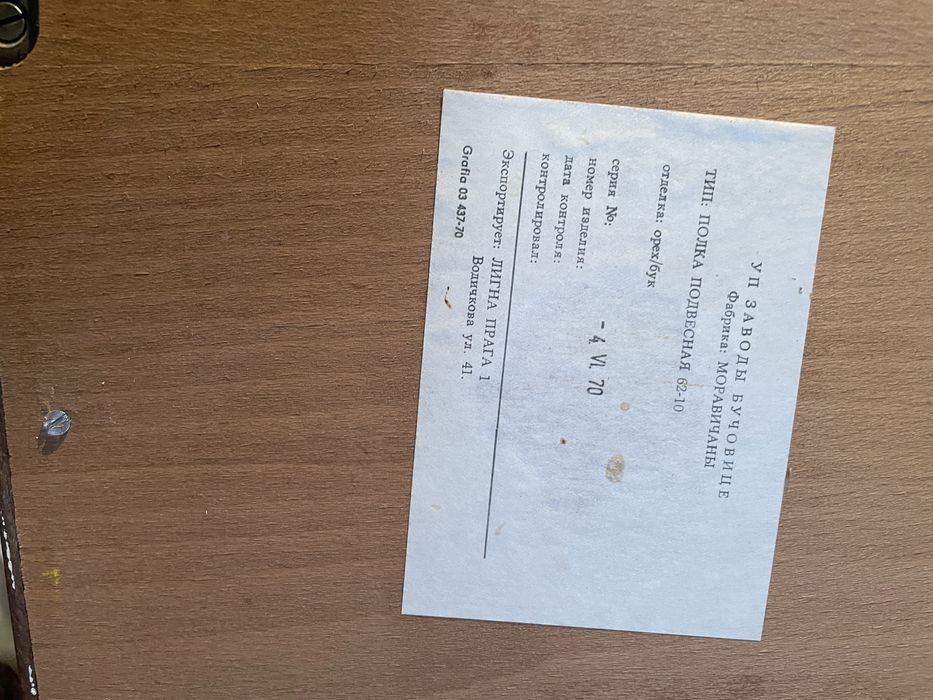 УП ЗАВОДЫ БУЧОВИЦЕ
Фабрика: МОРАВИЧАНЫ
ТИП: ПОЛКА ПОДВЕСНАЯ 62-10
отделка: орех/бук
серия No:
номер изделия: - 4. VI. 70
дата контроля:
контролировал:
Экспортирует: ЛИГНА ПРАГА 1
Водичкова ул. 41.
Grafia 03 437-70